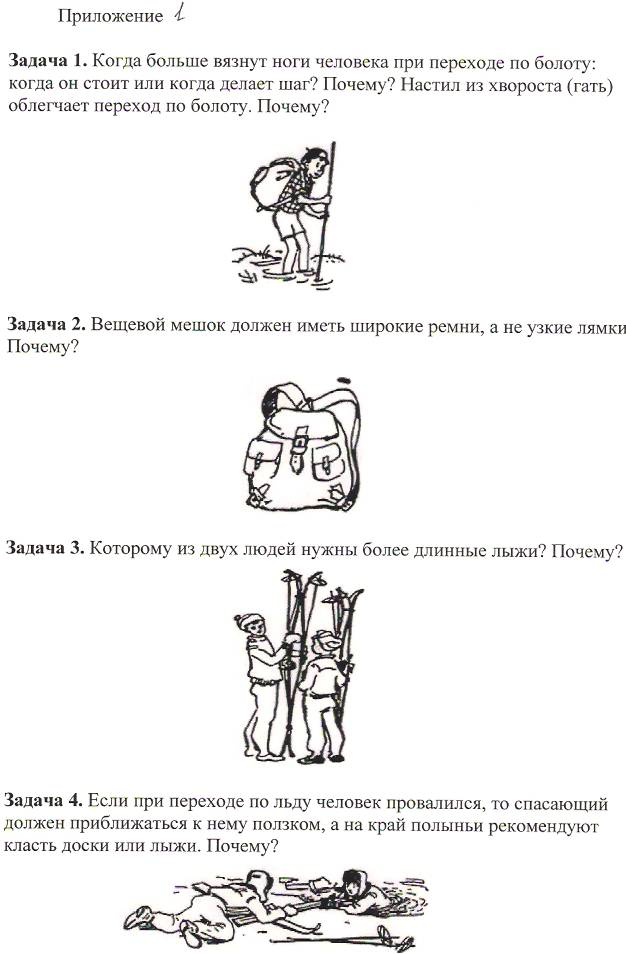 Приложение 1
Задача 1. Когда больше вязнут ноги человека при переходе по болоту:
когда он стоит или когда делает шаг? Почему? Настил из хвороста (гать)
облегчает переход по болоту. Почему?
Задача 2. Вещевой мешок должен иметь широкие ремни, а не узкие лямки
Почему?
Задача 3. Которому из двух людей нужны более длинные лыжи? Почему?
Задача 4. Если при переходе по льду человек провалился, то спасающий
должен приближаться к нему ползком, а на край полыньи рекомендуют
класть доски или лыжи. Почему?